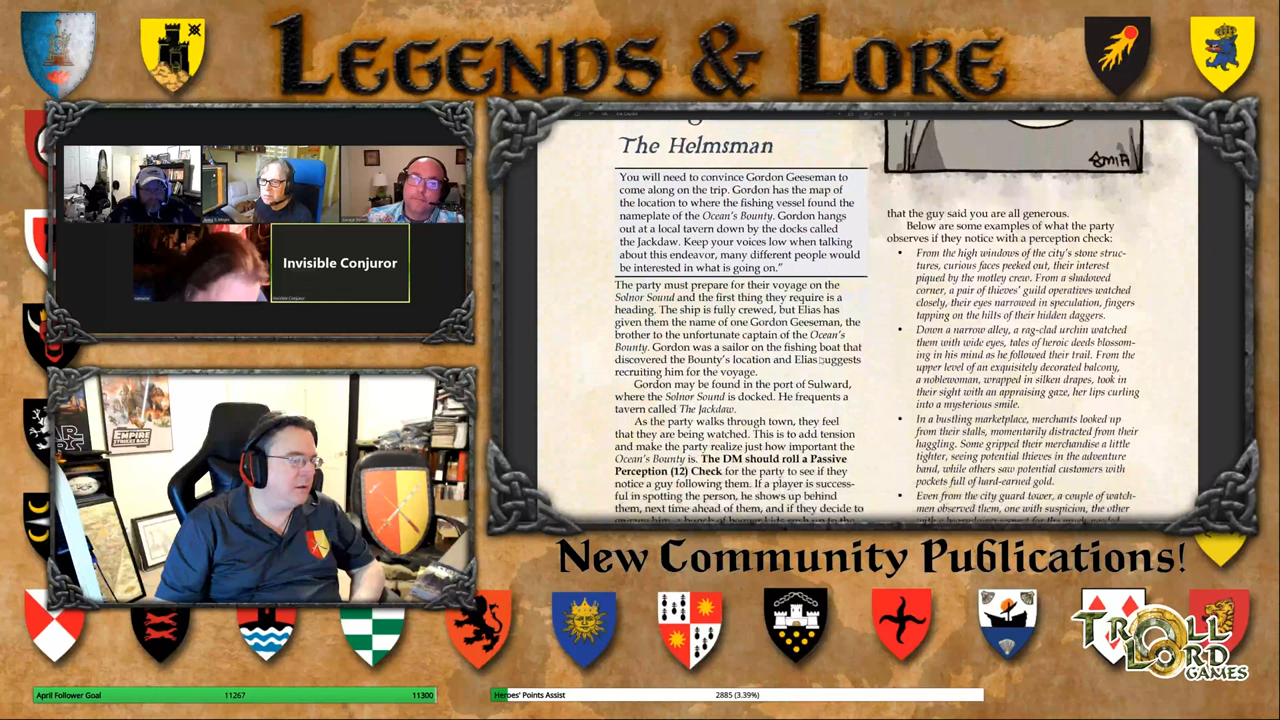 LEGENDS & LORE
Invisible Conjuror
Invisible Conjuror
EMPIRE
STRIKES
BACK
The Helmsman
You will need to convince Gordon Geeseman to
come along on the trip. Gordon has the map of
the location to where the fishing vessel found the
nameplate of the Ocean's Bounty. Gordon hangs
out at a local tavern down by the docks called
the Jackdaw. Keep your voices low when talking
about this endeavor, many different people would
be interested in what is going on."
The party must prepare for their voyage on the
Solnor Sound and the first thing they require is a
heading. The ship is fully crewed, but Elias has
given them the name of one Gordon Geeseman, the
brother to the unfortunate captain of the Ocean's
Bounty. Gordon was a sailor on the fishing boat that
discovered the Bounty's location and Elias suggests
recruiting him for the voyage.
Gordon may be found in the port of Sulward,
where the Solnor Sound is docked. He frequents a
tavern called The Jackdaw.
As the party walks through town, they feel
that they are being watched. This is to add tension
and make the party realize just how important the
Ocean's Bounty is. The DM should roll a Passive
Perception (12) Check for the party to see if they
notice a guy following them. If a player is success-
ful in spotting the person, he shows up behind
them, next time ahead of them, and if they decide to
that the guy said you are all generous.
Below are some examples of what the party
observes if they notice with a perception check:
• From the high windows of the city's stone struc-
tures, curious faces peeked out, their interest
piqued by the motley crew. From a shadowed
corner, a pair of thieves' guild operatives watched
closely, their eyes narrowed in speculation, fingers
tapping on the hilts of their hidden daggers.
• Down a narrow alley, a rag-clad urchin watched
them with wide eyes, tales of heroic deeds blossom-
ing in his mind as he followed their trail. From the
upper level of an exquisitely decorated balcony,
a noblewoman, wrapped in silken drapes, took in
their sight with an appraising gaze, her lips curling
into a mysterious smile.
• In a bustling marketplace, merchants looked up
from their stalls, momentarily distracted from their
haggling. Some gripped their merchandise a little
tighter, seeing potential thieves in the adventure
band, while others saw potential customers with
pockets full of hard-earned gold.
• Even from the city guard tower, a couple of watch-
men observed them, one with suspicion, the other
New Community Publications!
TROLL
LORD
GAMES
April Follower Goal 11267 11300
Heroes' Points Assist 2885 (3.39%)